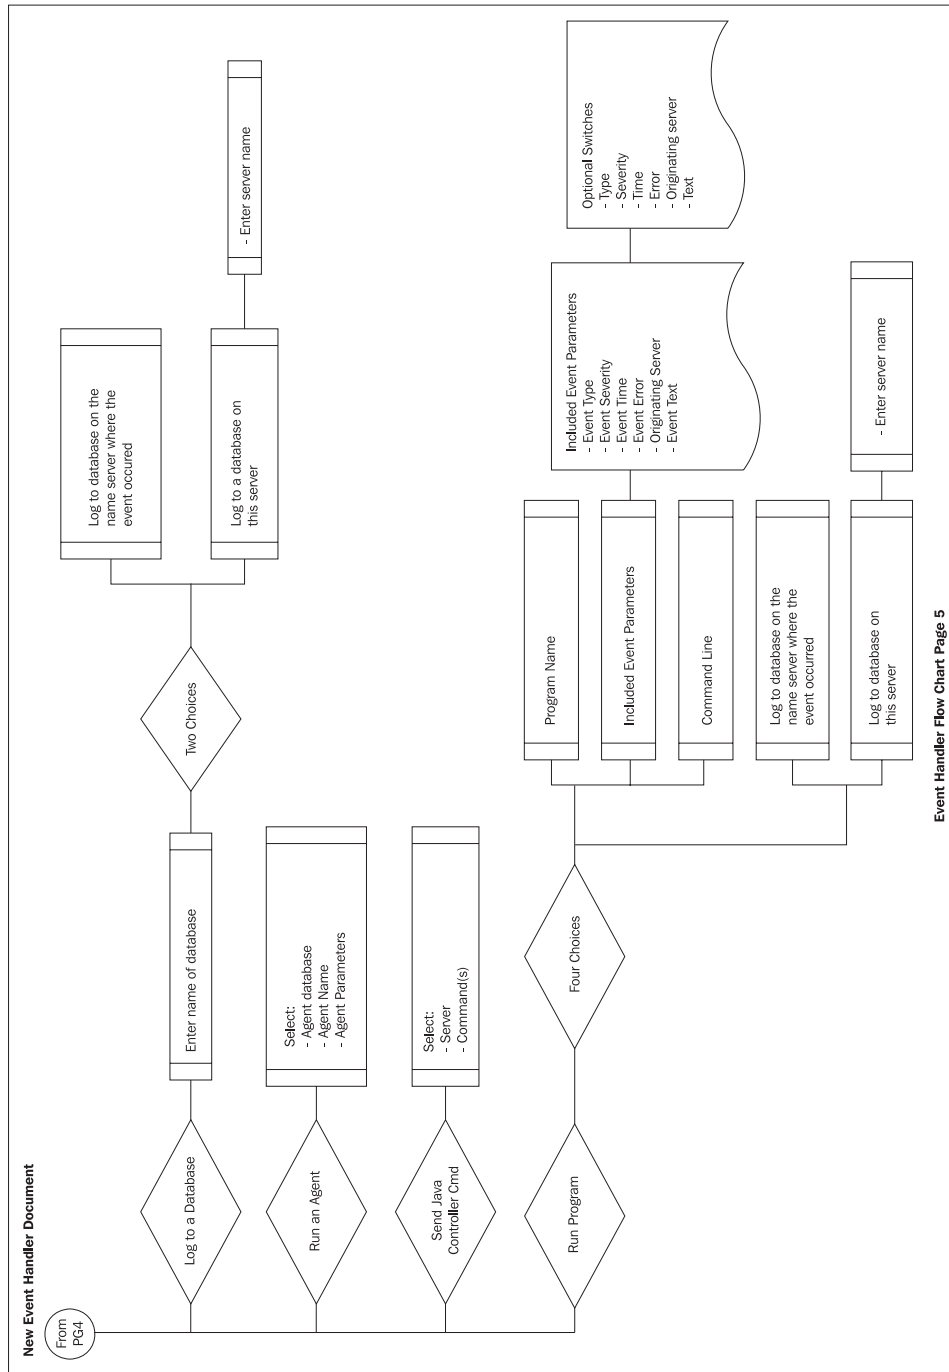 New Event Handler Document
From
PG4
Log to a Database
Enter name of database
Two Choices
Log to database on the
name server where the
event occured
Log to a database on
this server
- Enter server name
Run an Agent
Select:
- Agent database
- Agent Name
- Agent Parameters
Send Java
Controller Cmd
Select:
- Server
- Command(s)
Run Program
Four Choices
Program Name
Included Event Parameters
Included Event Parameters
- Event Type
- Event Severity
- Event Time
- Event Error
- Originating Server
- Event Text
Optional Switches
- Type
- Severity
- Time
- Error
- Originating server
- Text
Command Line
Log to database on the
name server where the
event occurred
Log to database on
this server
- Enter server name
Event Handler Flow Chart Page 5